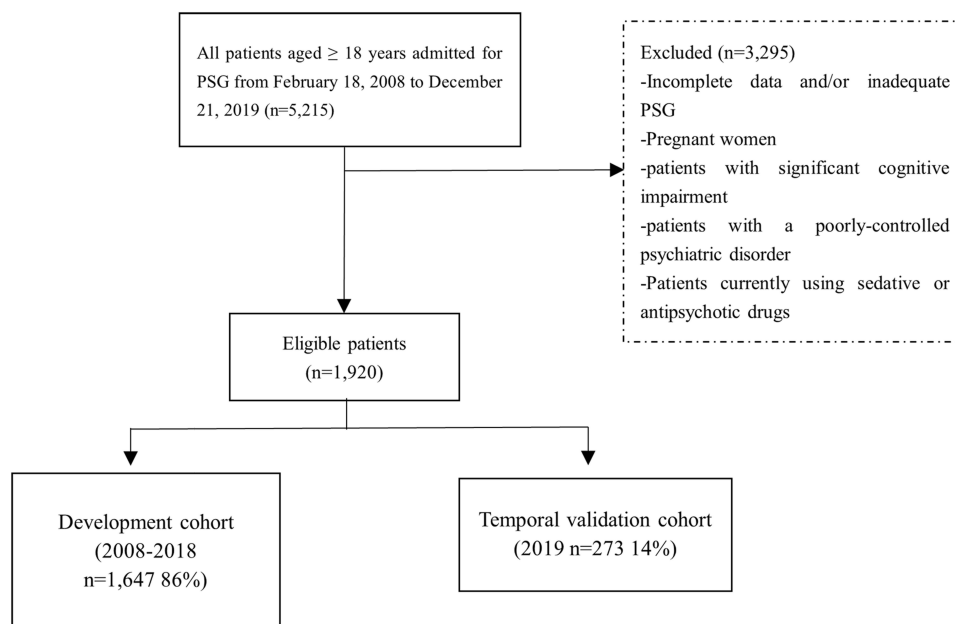 All patients aged ≥ 18 years admitted for
PSG from February 18, 2008 to December
21, 2019 (n=5,215)
Excluded (n=3,295)
-Incomplete data and/or inadequate
PSG
-Pregnant women
-patients with significant cognitive
impairment
-patients with a poorly-controlled
psychiatric disorder
-Patients currently using sedative or
antipsychotic drugs
Eligible patients
(n=1,920)
Development cohort
(2008-2018
n=1,647 86%)
Temporal validation cohort
(2019 n=273 14%)